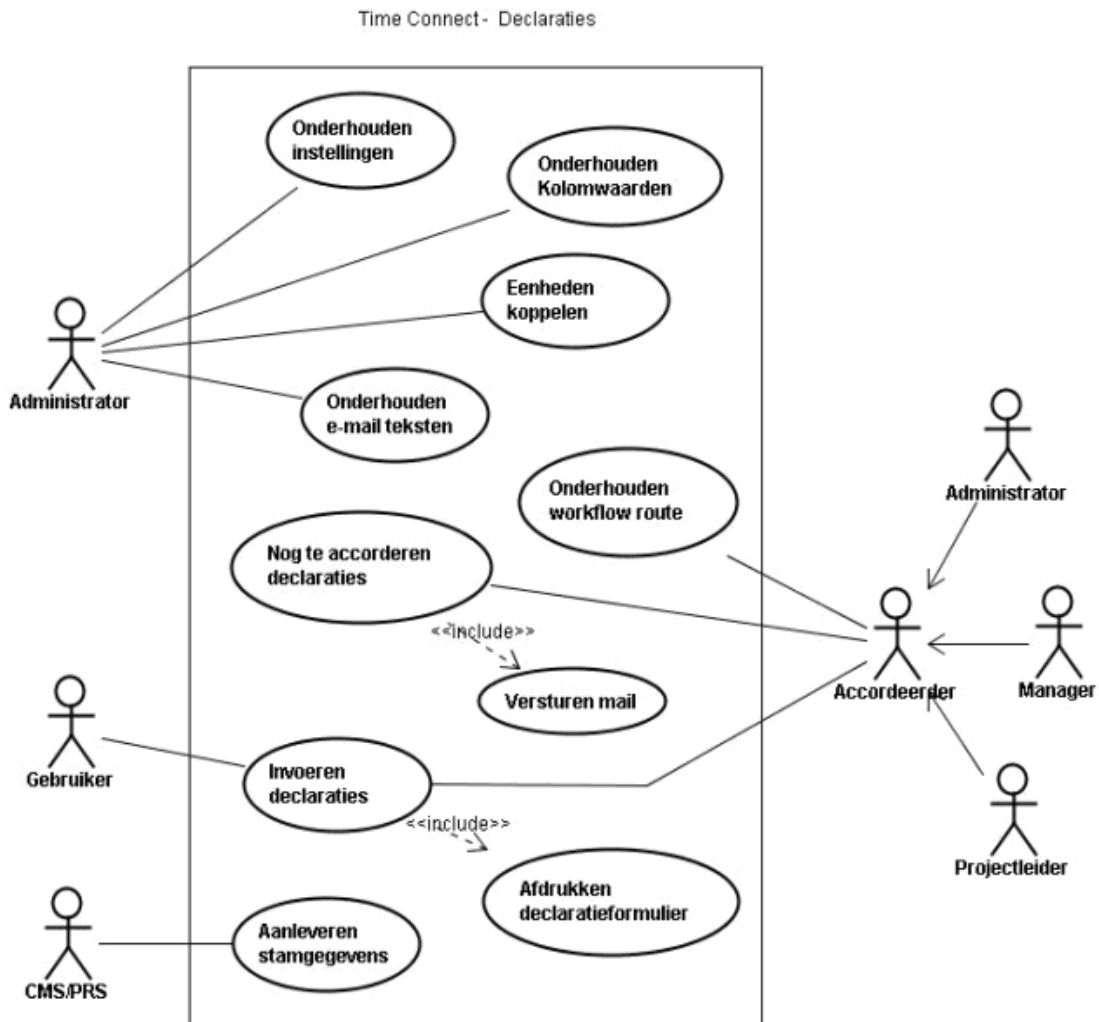 Time Connect - Declaraties
Onderhouden
instellingen
Onderhouden
Kolomwaarden
Eenheden
koppelen
Administrator
Onderhouden
e-mail teksten
Onderhouden
workflow route
Administrator
Nog te accorderen
declaraties
<<include>>
Versturen mail
Accordeerder
Manager
Gebruiker
Invoeren
declaraties
<<include>>
Projectleider
Afdrukken
declaratieformulier
Aanleveren
stamgegevens
CMS/PRS